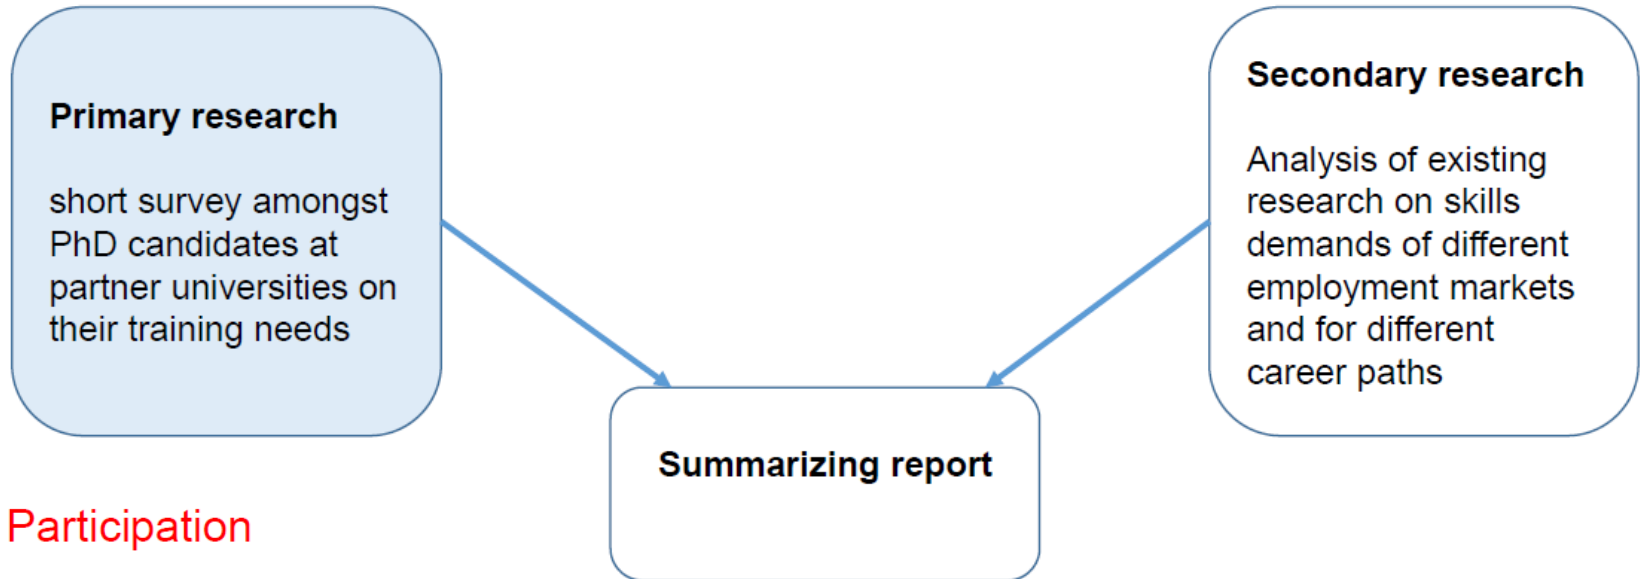 Primary research
short survey amongst
PhD candidates at
partner universities on
their training needs
Secondary research
Analysis of existing
research on skills
demands of different
employment markets
and for different
career paths
Summarizing report
Participation